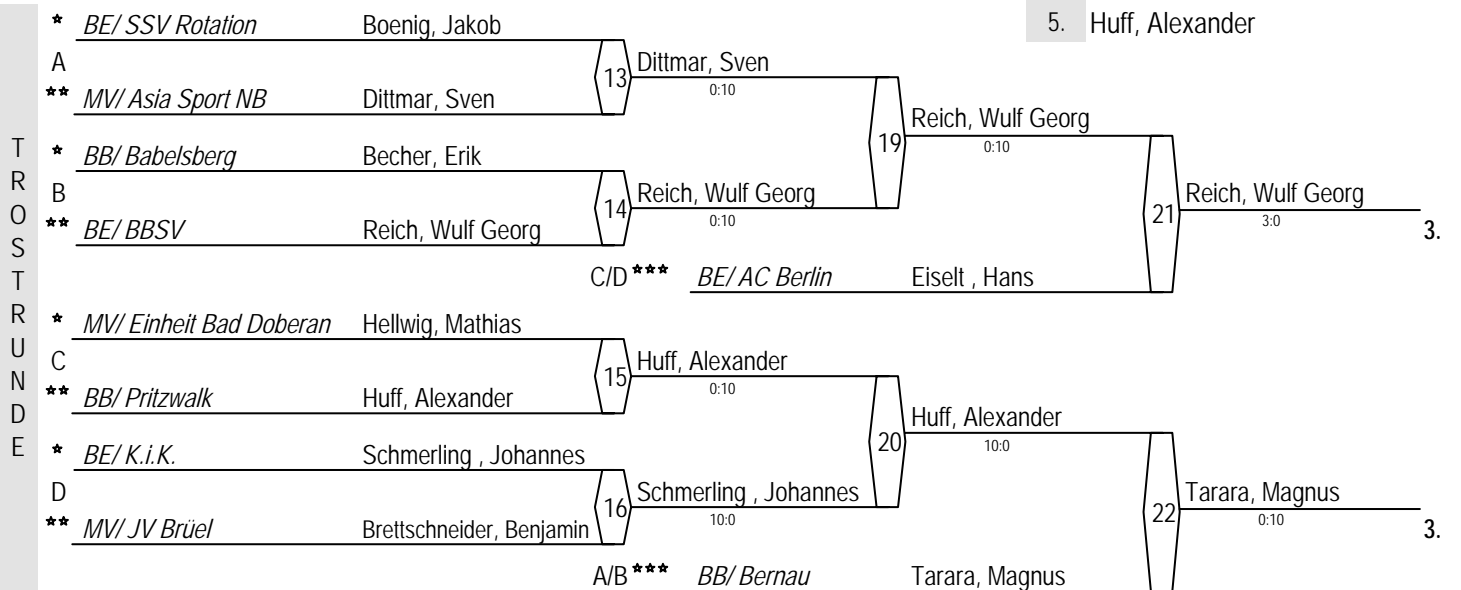 ★ BE/ SSV Rotation Boenig, Jakob
5. Huff, Alexander
A
13 Dittmar, Sven
0:10
★★ MV/ Asia Sport NB Dittmar, Sven
19 Reich, Wulf Georg
0:10
★ BB/ Babelsberg Becher, Erik
B
14 Reich, Wulf Georg
0:10
21 Reich, Wulf Georg
3:0
3.
★★ BE/ BBSV Reich, Wulf Georg
C/D ★★★ BE/ AC Berlin Eiselt , Hans
★ MV/ Einheit Bad Doberan Hellwig, Mathias
C
15 Huff, Alexander
0:10
★★ BB/ Pritzwalk Huff, Alexander
20 Huff, Alexander
10:0
★ BE/ K.i.K. Schmerling , Johannes
D
16 Schmerling , Johannes
10:0
22 Tarara, Magnus
0:10
3.
★★ MV/ JV Brüel Brettschneider, Benjamin
A/B ★★★ BB/ Bernau Tarara, Magnus
TROSTRUNDE